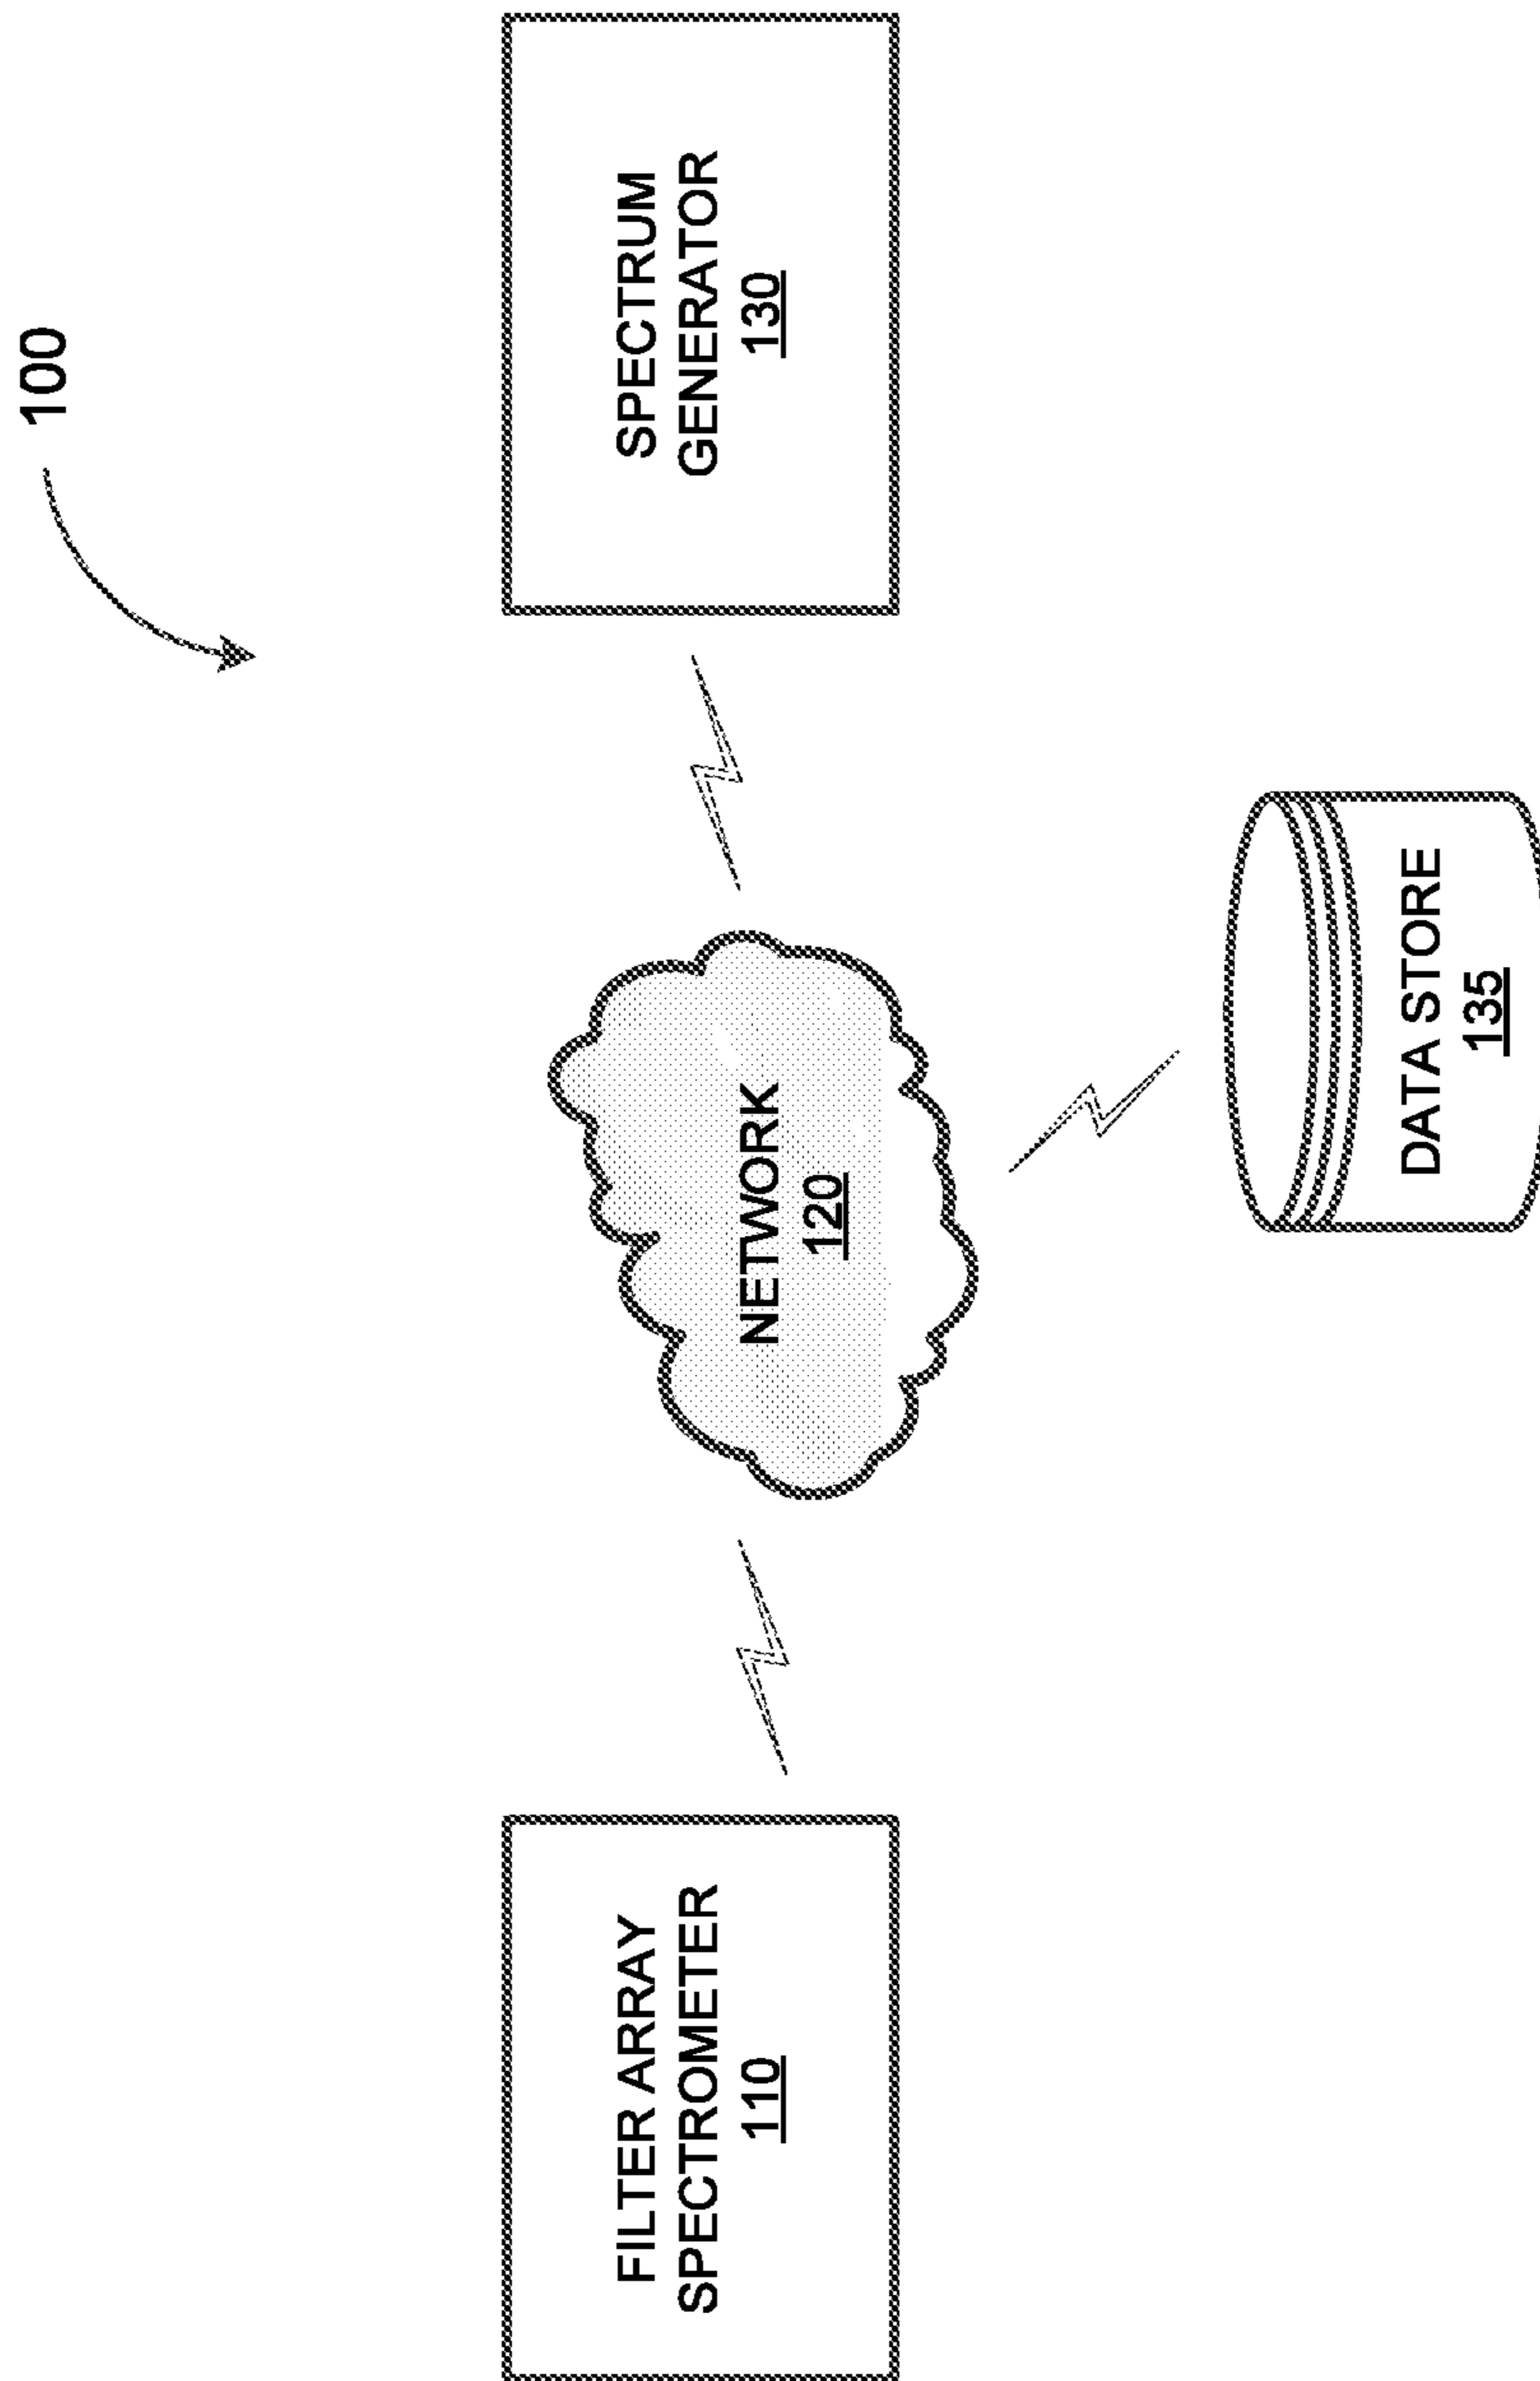 100
FILTER ARRAY
SPECTROMETER
110
NETWORK
120
SPECTRUM
GENERATOR
130
DATA STORE
135